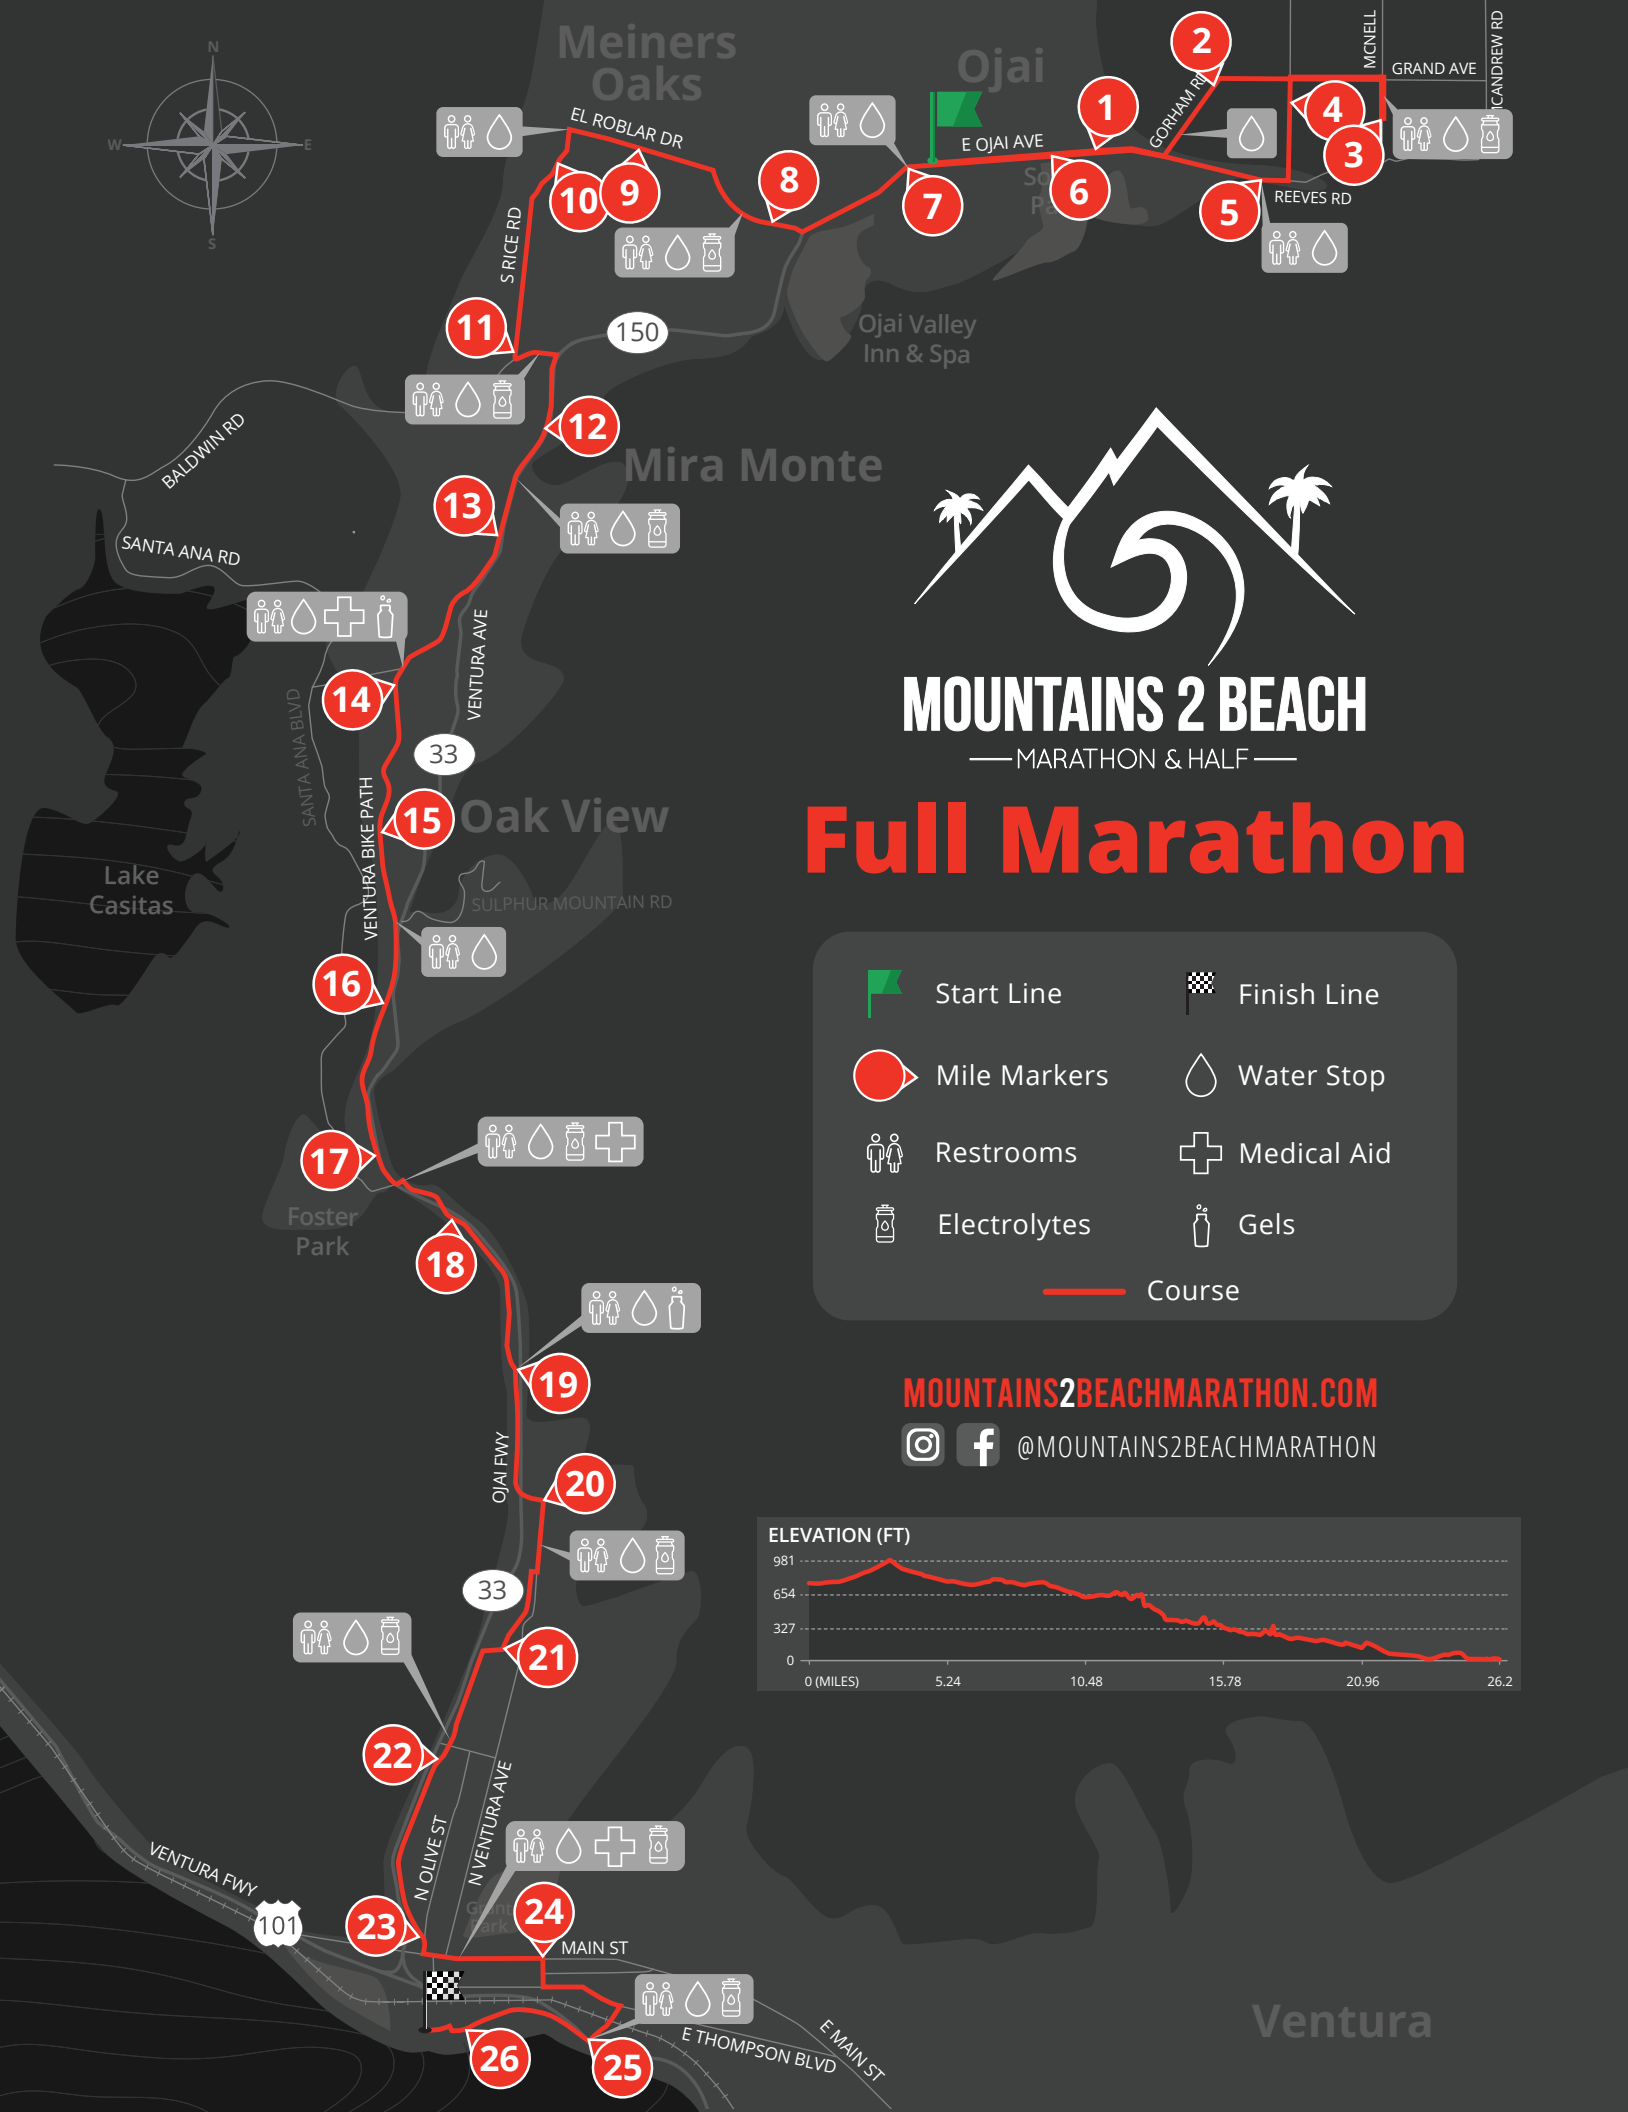 N
W
E
S
Meiners
Oaks
Ojai
MCNELL
MCANDREW RD
GRAND AVE
GORHAM RD
EL ROBLAR DR
E OJAI AVE
REEVES RD
S RICE RD
2
1
4
3
10
9
8
7
6
5
11
150
Ojai Valley
Inn & Spa
12
Mira Monte
13
BALDWIN RD
SANTA ANA RD
VENTURA AVE
14
SANTA ANA BLVD
33
VENTURA BIKE PATH
15
Oak View
Lake
Casitas
SULPHUR MOUNTAIN RD
16
17
Foster
Park
18
19
OJAI FWY
20
33
21
22
N OLIVE ST
N VENTURA AVE
VENTURA FWY
101
23
Grant
Park
24
MAIN ST
26
25
E THOMPSON BLVD
E MAIN ST
Ventura
MOUNTAINS 2 BEACH
MARATHON & HALF
Full Marathon
Start Line
Finish Line
Mile Markers
Water Stop
Restrooms
Medical Aid
Electrolytes
Gels
Course
MOUNTAINS2BEACHMARATHON.COM
@MOUNTAINS2BEACHMARATHON
ELEVATION (FT)
981
654
327
0
0 (MILES)
5.24
10.48
15.78
20.96
26.2